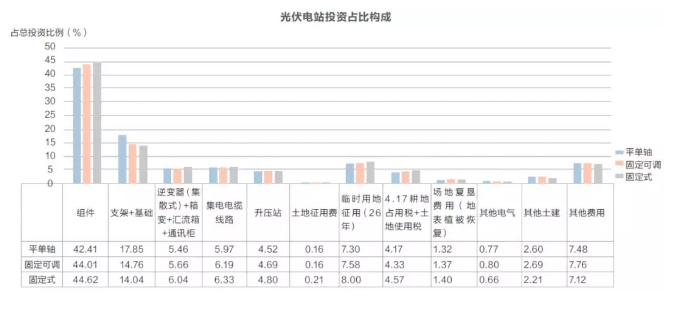 光伏电站投资占比构成
占总投资比例（%）
50
45
40
35
30
25
20
15
10
5
0
平单轴
固定可调
固定式
组件
支架+基础
逆变器（集
散式）+箱
变+汇流箱
+通讯柜
集电电缆
线路
升压站
土地征用费
临时用地
征用（26
年）
4.17耕地
占用税+土
地使用税
场地复垦
费用（地
表植被恢
复）
其他电气
其他土建
其他费用
平单轴 42.41 17.85 5.46 5.97 4.52 0.16 7.30 4.17 1.32 0.77 2.60 7.48
固定可调 44.01 14.76 5.66 6.19 4.69 0.16 7.58 4.33 1.37 0.80 2.69 7.76
固定式 44.62 14.04 6.04 6.33 4.80 0.21 8.00 4.57 1.40 0.66 2.21 7.12